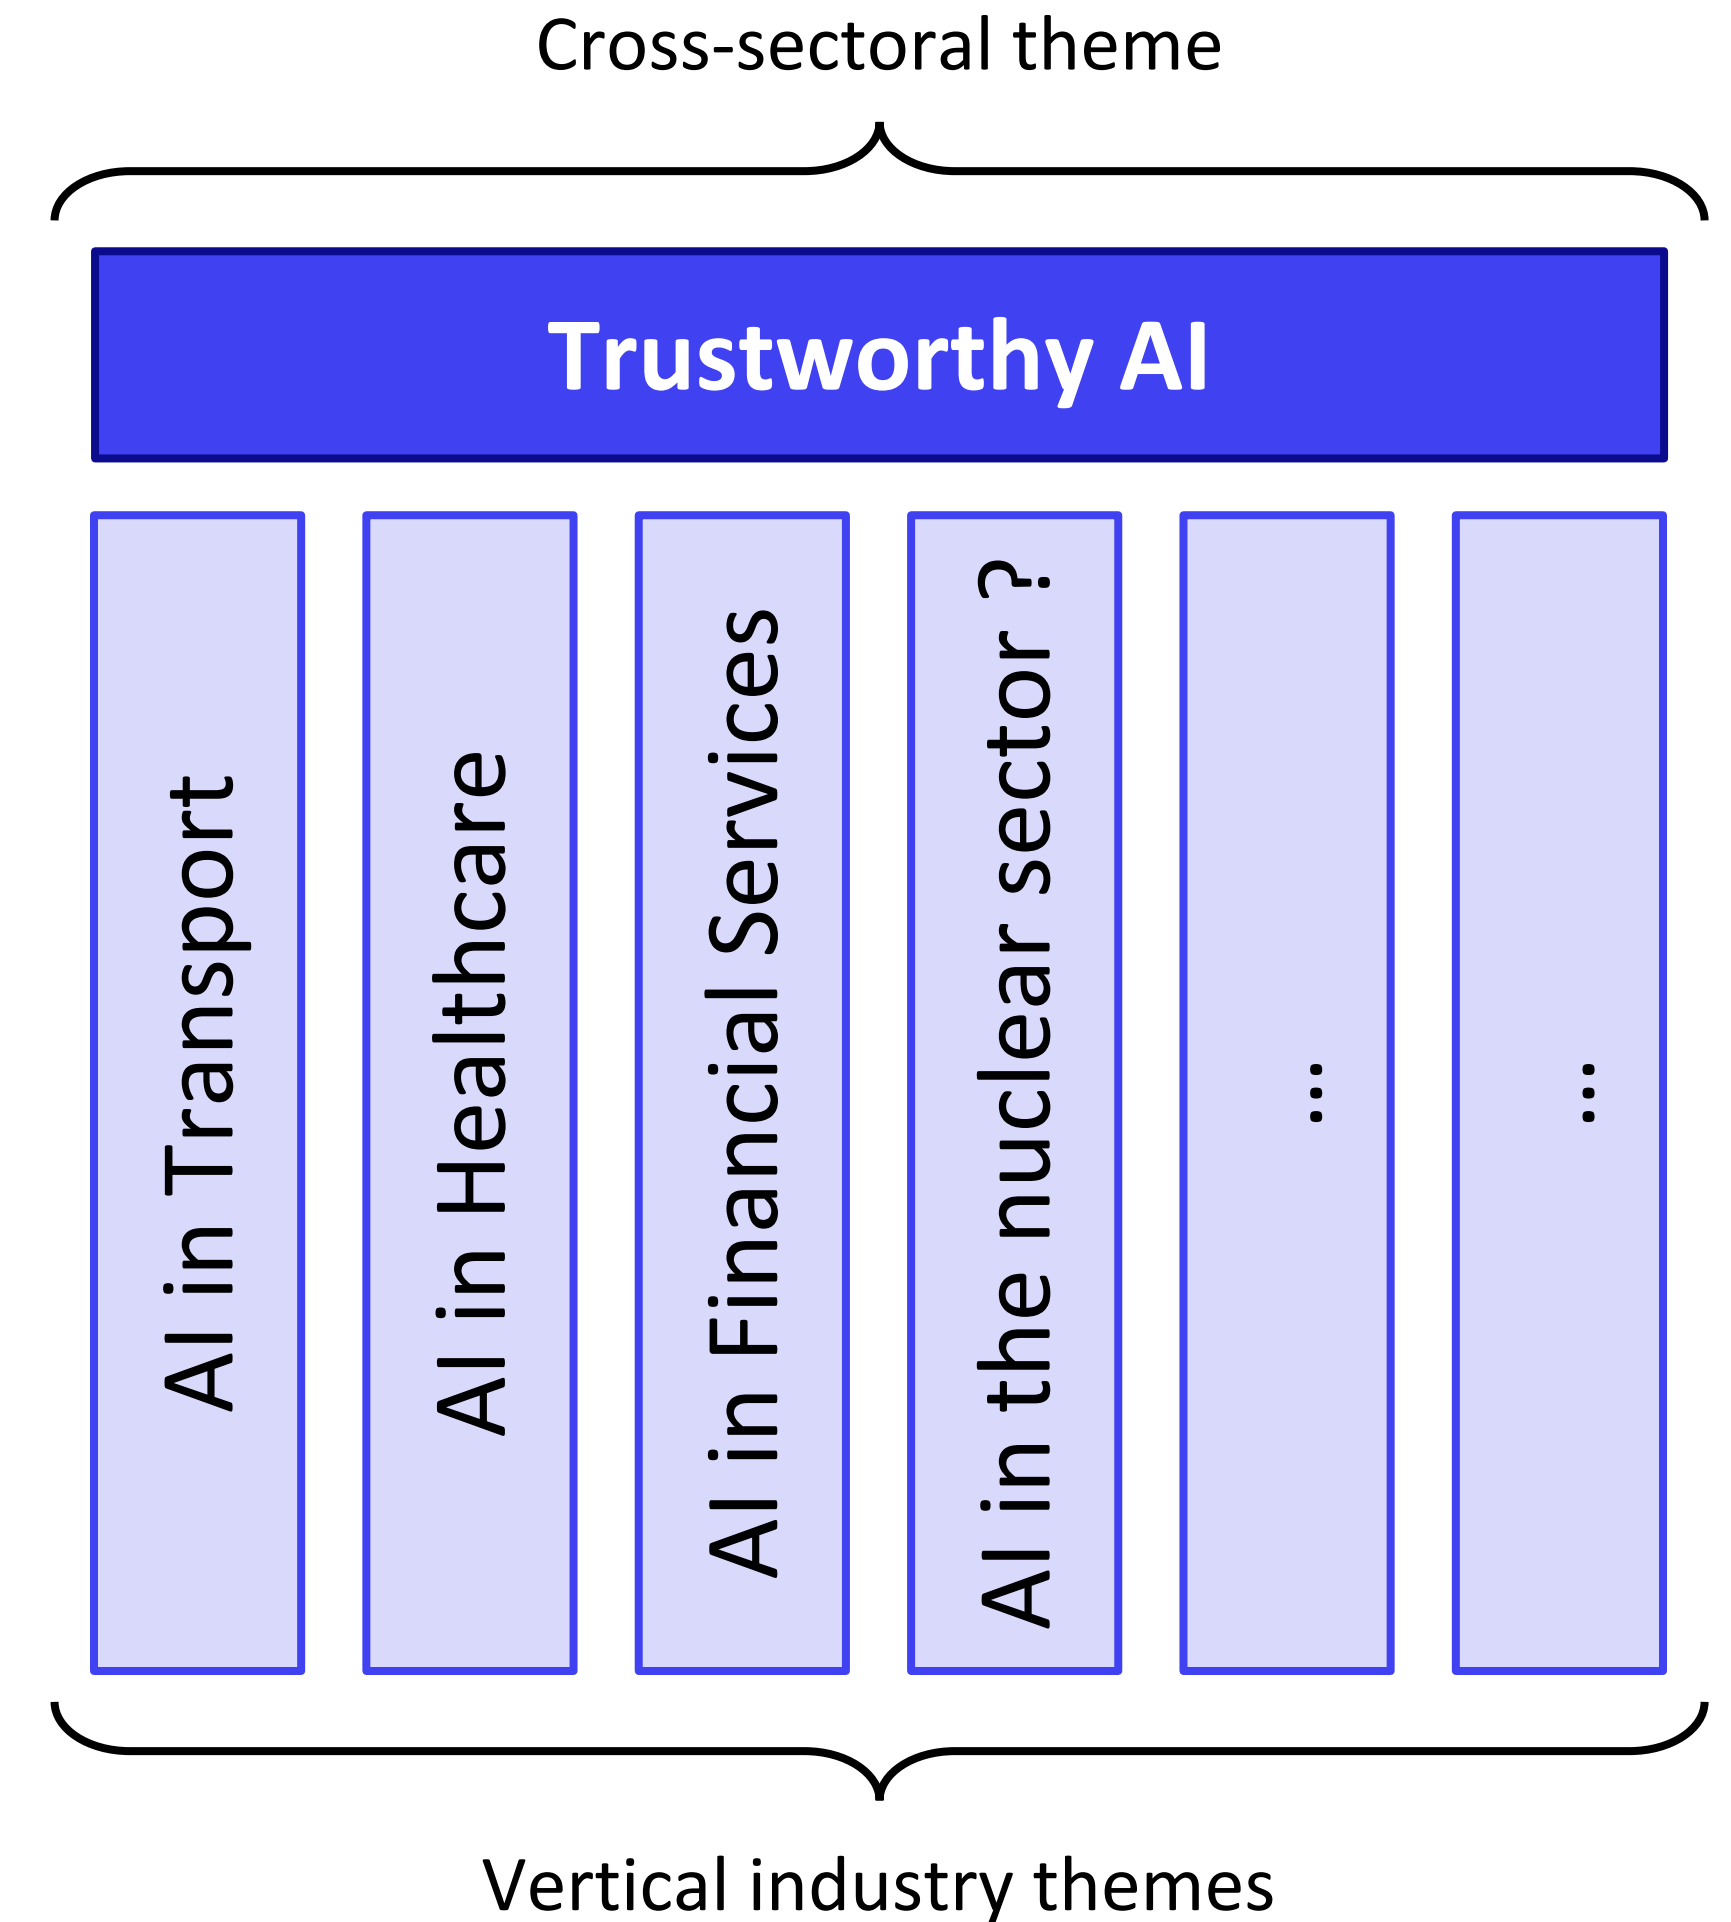 Cross-sectoral theme
Trustworthy AI
AI in Transport
AI in Healthcare
AI in Financial Services
AI in the nuclear sector ?
...
...
Vertical industry themes